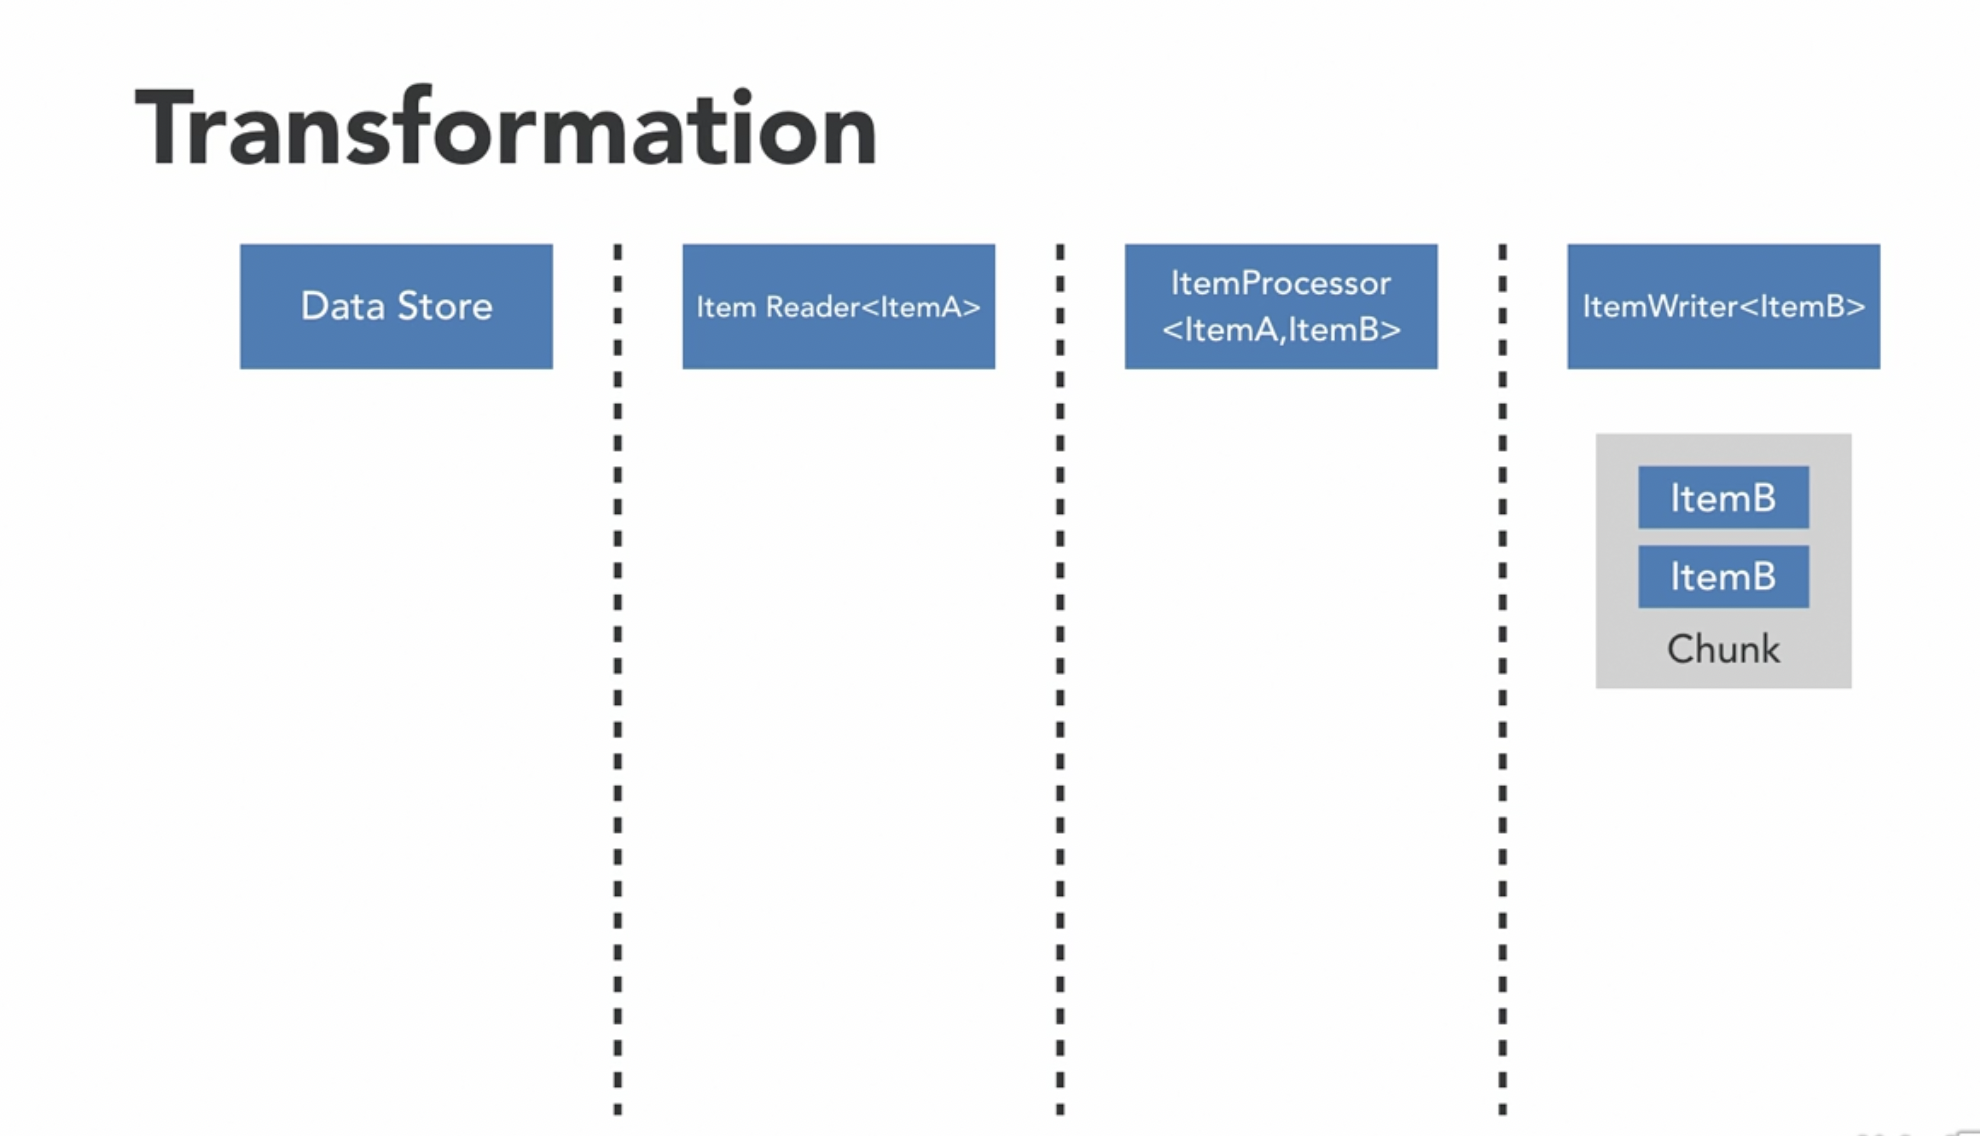 Transformation
Data Store
Item Reader<ItemA>
ItemProcessor
<ItemA,ItemB>
ItemWriter<ItemB>
ItemB
ItemB
Chunk